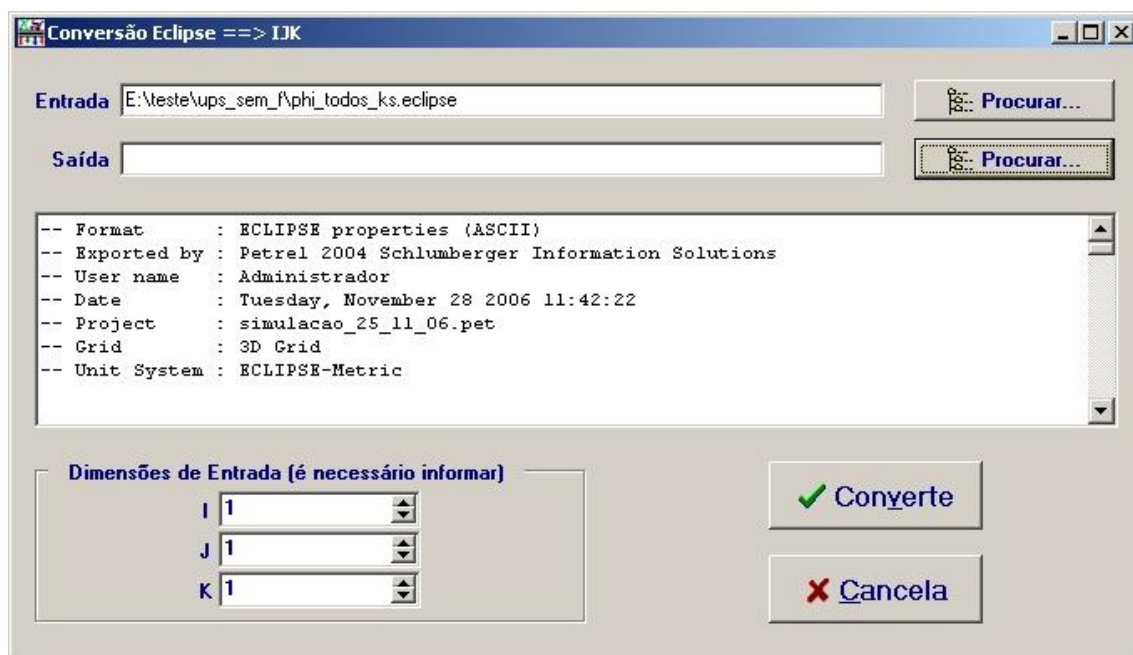 Conversão Eclipse ==> IJK
Entrada E:\teste\ups_sem_f\phi_todos_ks.eclipse Procurar...
Saída Procurar...
-- Format : ECLIPSE properties (ASCII)
-- Exported by : Petrel 2004 Schlumberger Information Solutions
-- User name : Administrador
-- Date : Tuesday, November 28 2006 11:42:22
-- Project : simulacao_25_11_06.pet
-- Grid : 3D Grid
-- Unit System : ECLIPSE-Metric
Dimensões de Entrada (é necessário informar)
I 1
J 1
K 1
Converte
Cancela